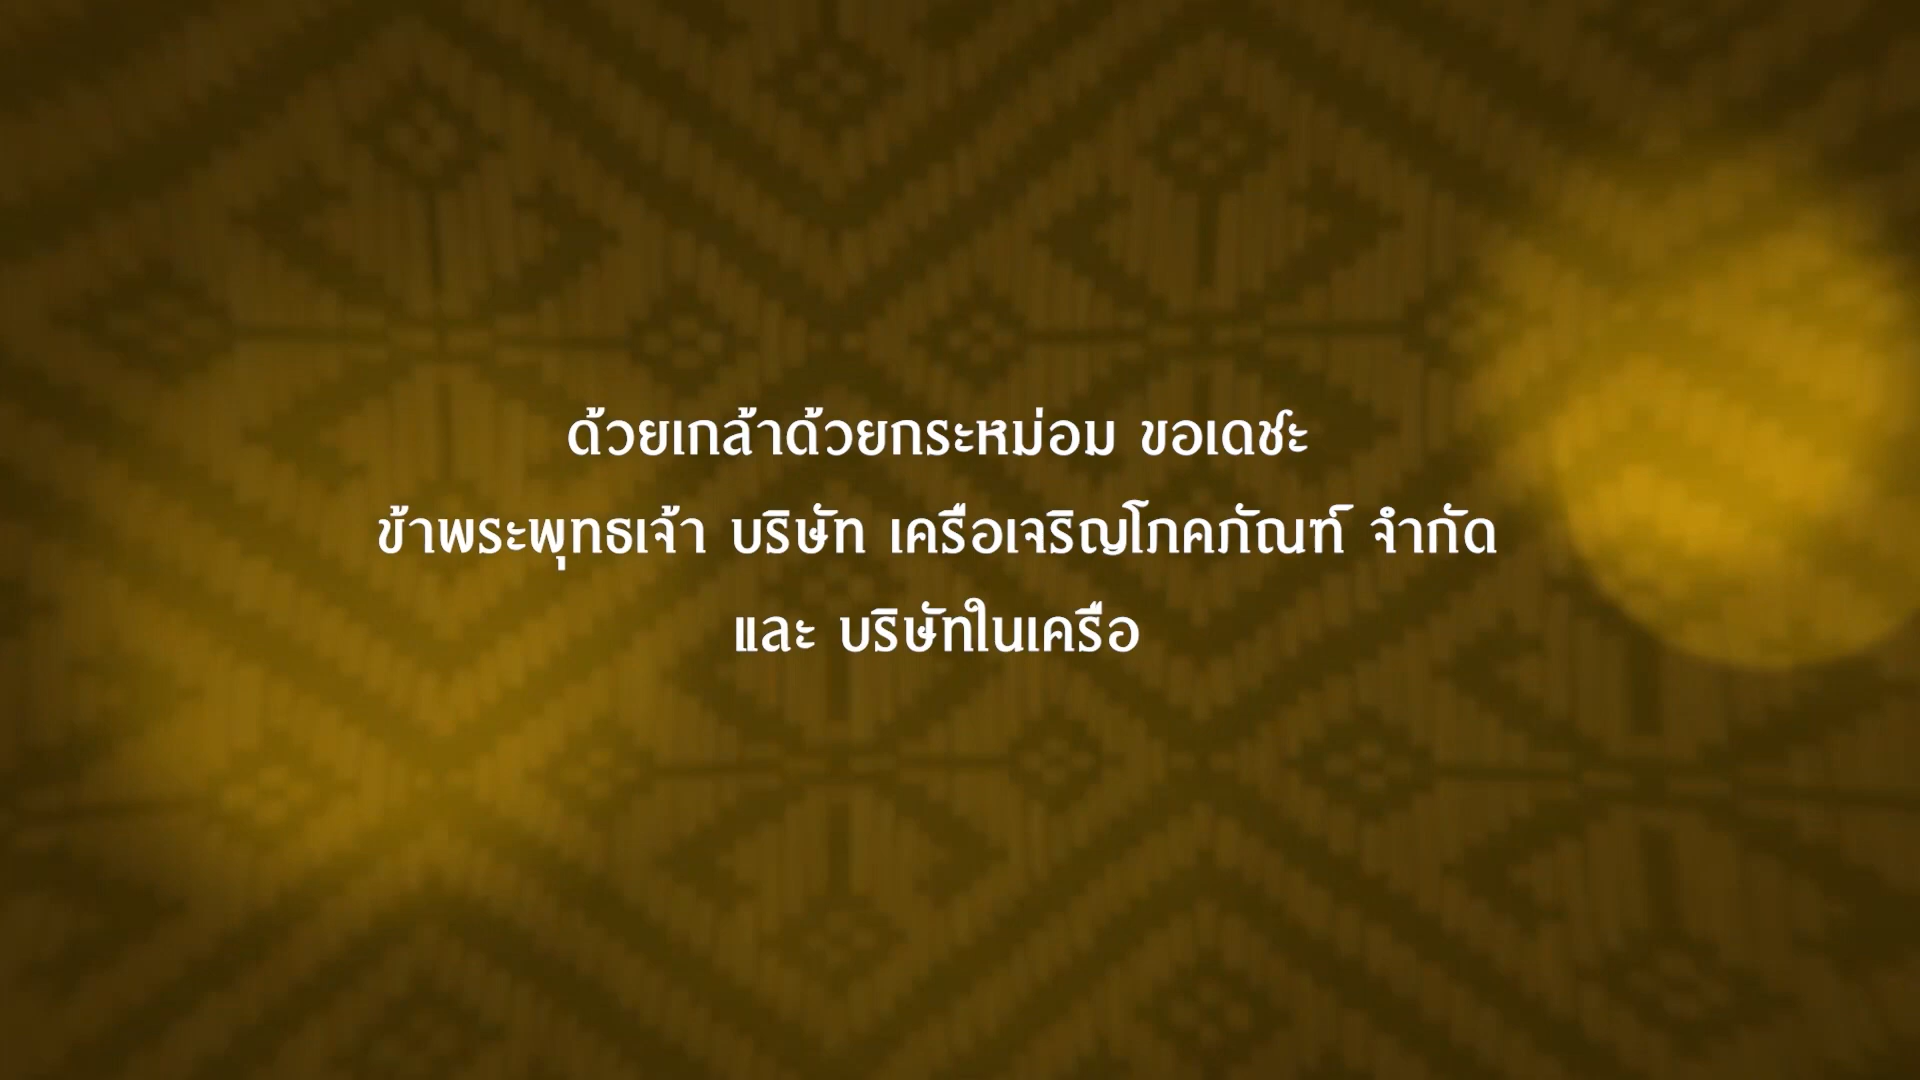 ด้วยเกล้าด้วยกระหม่อม ขอเดชะ
ข้าพระพุทธเจ้า บริษัท เครือเจริญโภคภัณฑ์ จำกัด
และ บริษัทในเครือ